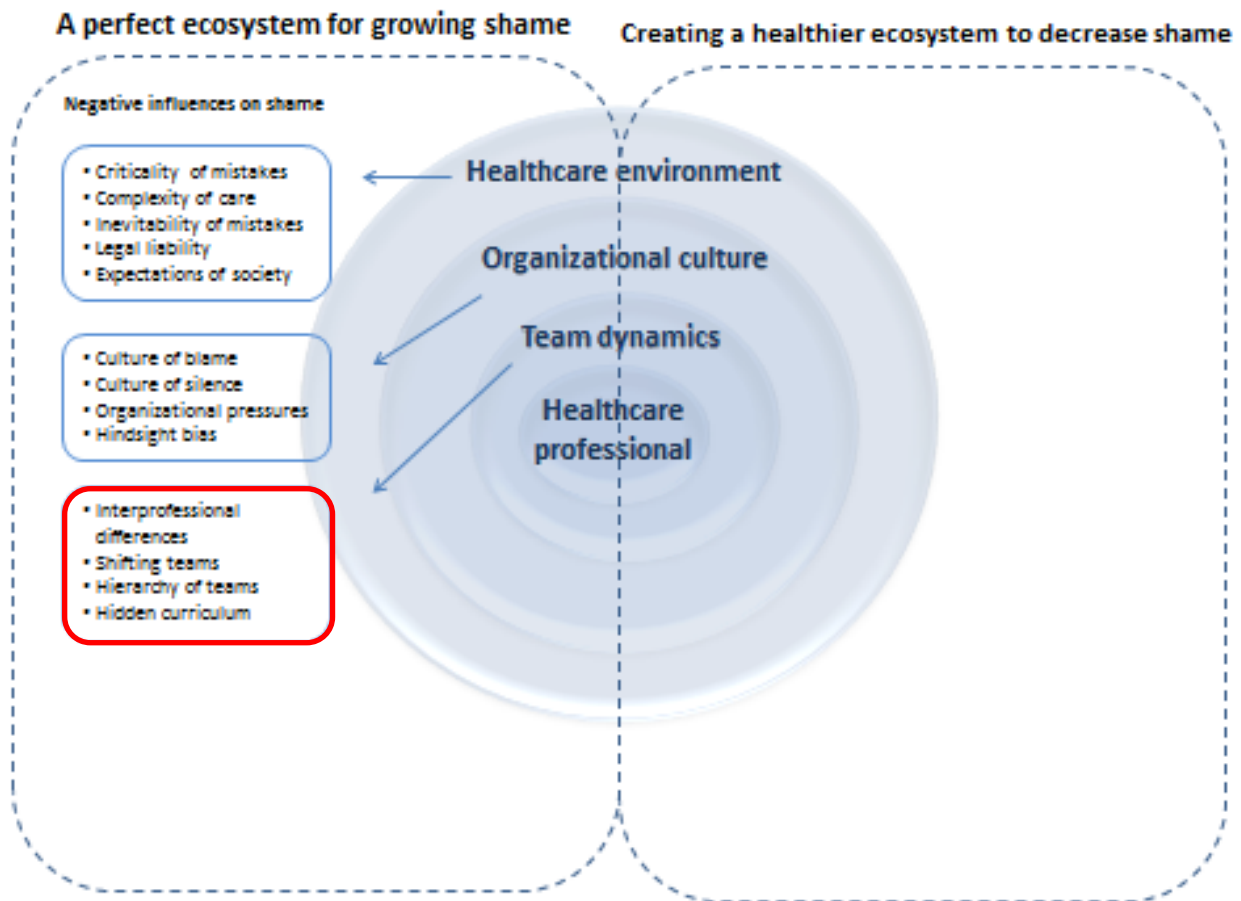 A perfect ecosystem for growing shame
Creating a healthier ecosystem to decrease shame
Negative influences on shame
▪ Criticality of mistakes
▪ Complexity of care
▪ Inevitability of mistakes
▪ Legal liability
▪ Expectations of society
Healthcare environment
Organizational culture
Team dynamics
Healthcare
professional
▪ Culture of blame
▪ Culture of silence
▪ Organizational pressures
▪ Hindsight bias
▪ Interprofessional
differences
▪ Shifting teams
▪ Hierarchy of teams
▪ Hidden curriculum